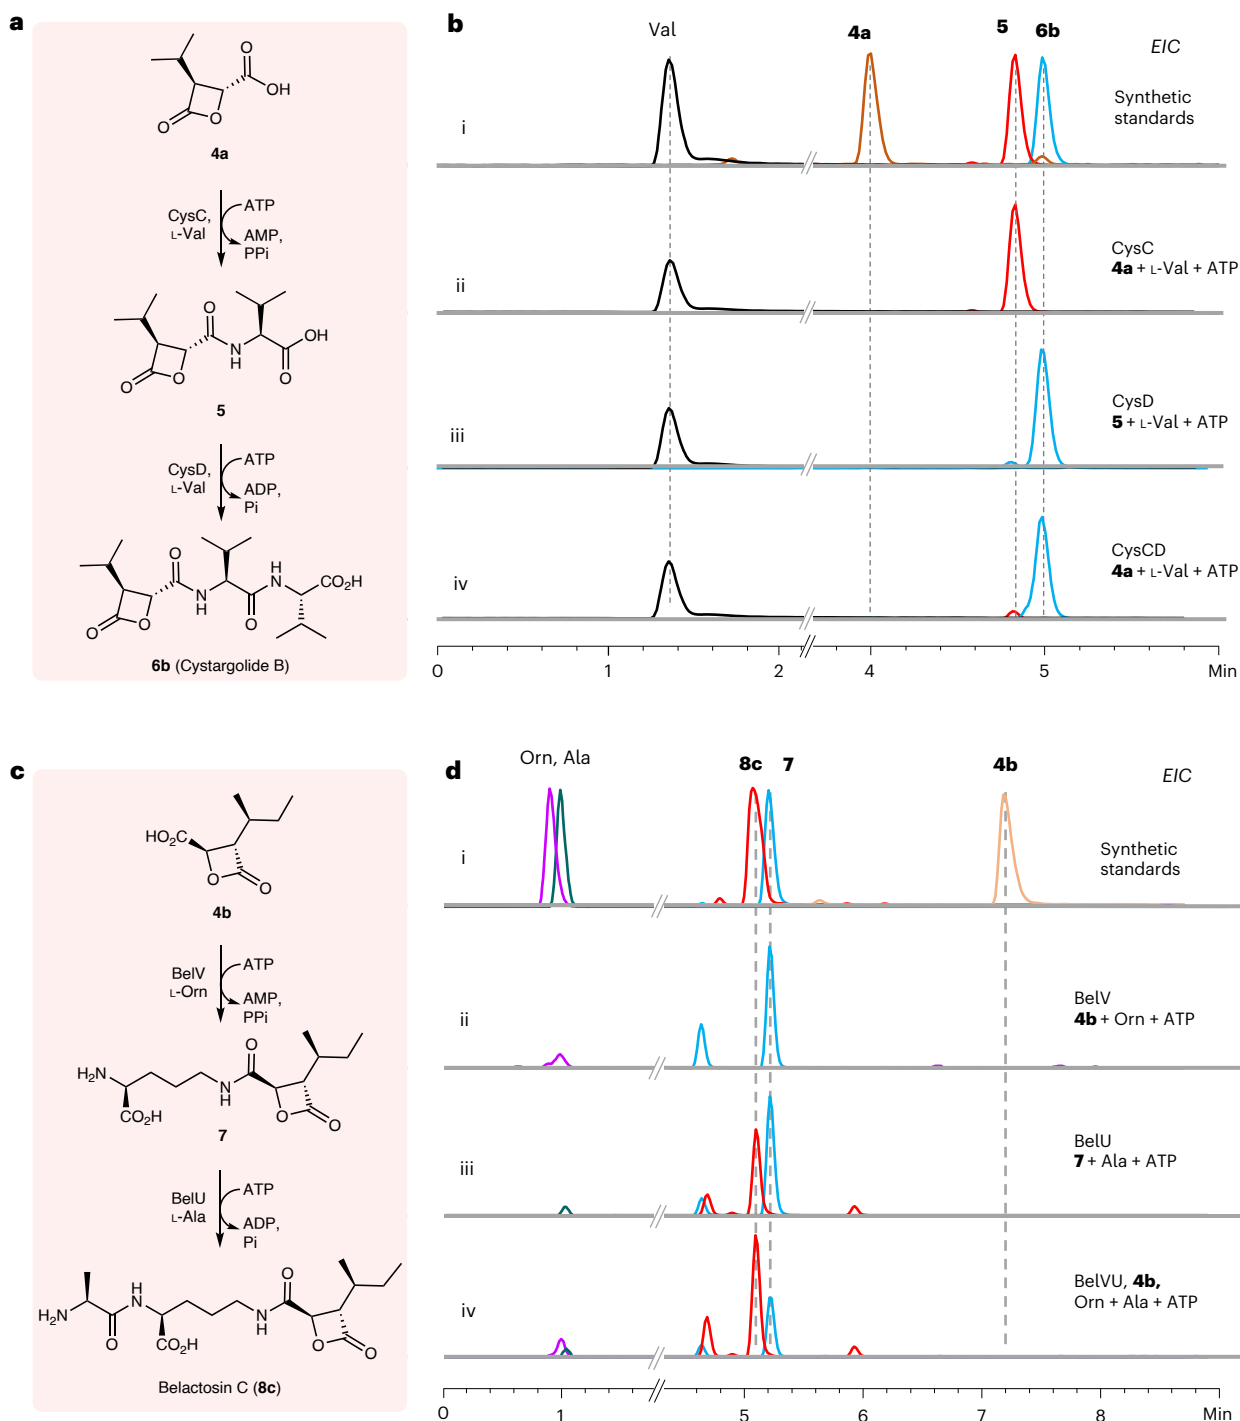 a
O
OH
O
O
4a
CysC,
L-Val
ATP
AMP,
PPi
O
OH
N
H
O
O
O
5
CysD,
L-Val
ATP
ADP,
Pi
O
H
N
CO2H
N
H
O
O
O
6b (Cystargolide B)
b
Val
4a
5
6b
EIC
i
Synthetic
standards
ii
CysC
4a + L-Val + ATP
iii
CysD
5 + L-Val + ATP
iv
CysCD
4a + L-Val + ATP
0
1
2
4
5
Min
c
HO2C
O
O
4b
BelV
L-Orn
ATP
AMP,
PPi
O
H2N
N
H
CO2H
O
O
7
BelU
L-Ala
ATP
ADP,
Pi
O
H
N
H2N
N
H
O
CO2H
O
O
Belactosin C (8c)
d
Orn, Ala
8c
7
4b
EIC
i
Synthetic
standards
ii
BelV
4b + Orn + ATP
iii
BelU
7 + Ala + ATP
iv
BelVU, 4b,
Orn + Ala + ATP
0
1
5
6
7
8
Min